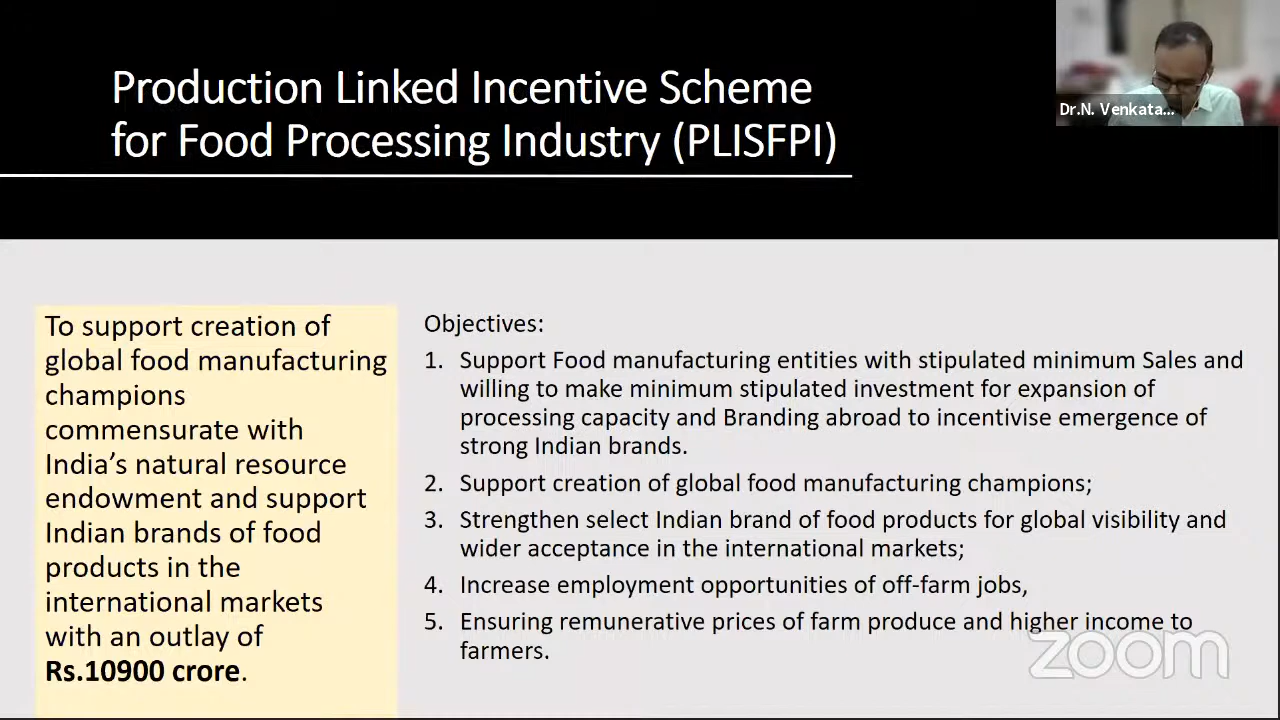 Production Linked Incentive Scheme
for Food Processing Industry (PLISFPI)
Dr.N. Venkata...
To support creation of
global food manufacturing
champions
commensurate with
India's natural resource
endowment and support
Indian brands of food
products in the
international markets
with an outlay of
Rs.10900 crore.
Objectives:
1. Support Food manufacturing entities with stipulated minimum Sales and
willing to make minimum stipulated investment for expansion of
processing capacity and Branding abroad to incentivise emergence of
strong Indian brands.
2. Support creation of global food manufacturing champions;
3. Strengthen select Indian brand of food products for global visibility and
wider acceptance in the international markets;
4. Increase employment opportunities of off-farm jobs,
5. Ensuring remunerative prices of farm produce and higher income to
farmers.
zoom